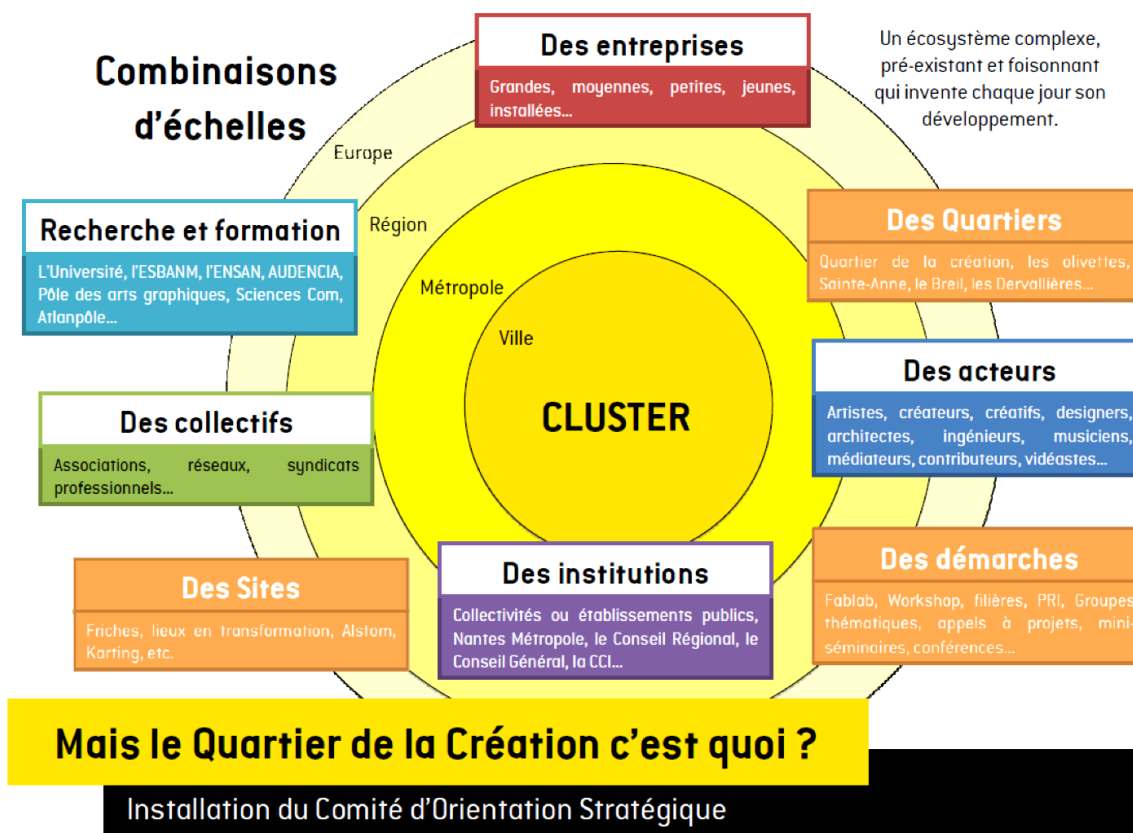 Combinaisons
d'échelles
Des entreprises
Grandes, moyennes, petites, jeunes,
installées...
Un écosystème complexe,
pré-existant et foisonnant
qui invente chaque jour son
développement.
Europe
Région
Métropole
Ville
CLUSTER
Recherche et formation
L'Université, l'ESBANM, l'ENSAN, AUDENCIA,
Pôle des arts graphiques, Sciences Com,
Atlanpôle...
Des Quartiers
Quartier de la création, les olivettes,
Sainte-Anne, le Breil, les Dervallières...
Des collectifs
Associations, réseaux, syndicats
professionnels...
Des acteurs
Artistes, créateurs, créatifs, designers,
architectes, ingénieurs, musiciens,
médiateurs, contributeurs, vidéastes...
Des Sites
Friches, lieux en transformation, Alstom,
Karting, etc.
Des institutions
Collectivités ou établissements publics,
Nantes Métropole, le Conseil Régional, le
Conseil Général, la CCI...
Des démarches
Fablab, Workshop, filières, PRI, Groupes
thématiques, appels à projets, mini-
séminaires, conférences...
Mais le Quartier de la Création c'est quoi ?
Installation du Comité d'Orientation Stratégique